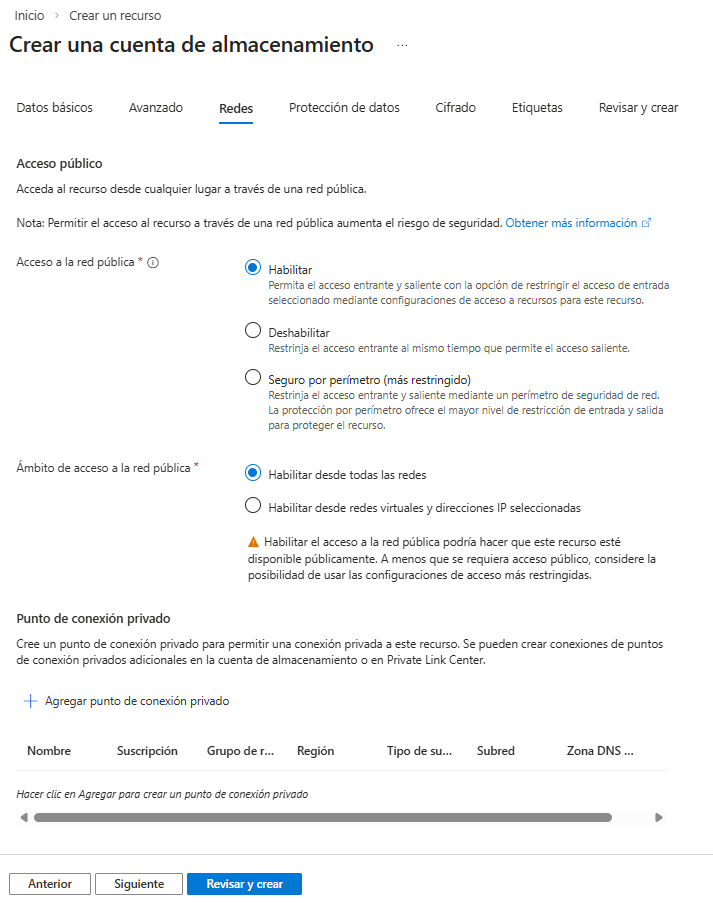 Inicio > Crear un recurso
Crear una cuenta de almacenamiento ...
Datos básicos Avanzado Redes Protección de datos Cifrado Etiquetas Revisar y crear
Acceso público
Acceda al recurso desde cualquier lugar a través de una red pública.
Nota: Permitir el acceso al recurso a través de una red pública aumenta el riesgo de seguridad. Obtener más información
Acceso a la red pública *
Habilitar
Permita el acceso entrante y saliente con la opción de restringir el acceso de entrada
seleccionado mediante configuraciones de acceso a recursos para este recurso.
Deshabilitar
Restrinja el acceso entrante al mismo tiempo que permite el acceso saliente.
Seguro por perímetro (más restringido)
Restrinja el acceso entrante y saliente mediante un perímetro de seguridad de red.
La protección por perímetro ofrece el mayor nivel de restricción de entrada y salida
para proteger el recurso.
Ámbito de acceso a la red pública *
Habilitar desde todas las redes
Habilitar desde redes virtuales y direcciones IP seleccionadas
Habilitar el acceso a la red pública podría hacer que este recurso esté
disponible públicamente. A menos que se requiera acceso público, considere la
posibilidad de usar las configuraciones de acceso más restringidas.
Punto de conexión privado
Cree un punto de conexión privado para permitir una conexión privada a este recurso. Se pueden crear conexiones de puntos
de conexión privados adicionales en la cuenta de almacenamiento o en Private Link Center.
Agregar punto de conexión privado
Nombre Suscripción Grupo de r... Región Tipo de su... Subred Zona DNS ...
Hacer clic en Agregar para crear un punto de conexión privado
Anterior Siguiente Revisar y crear